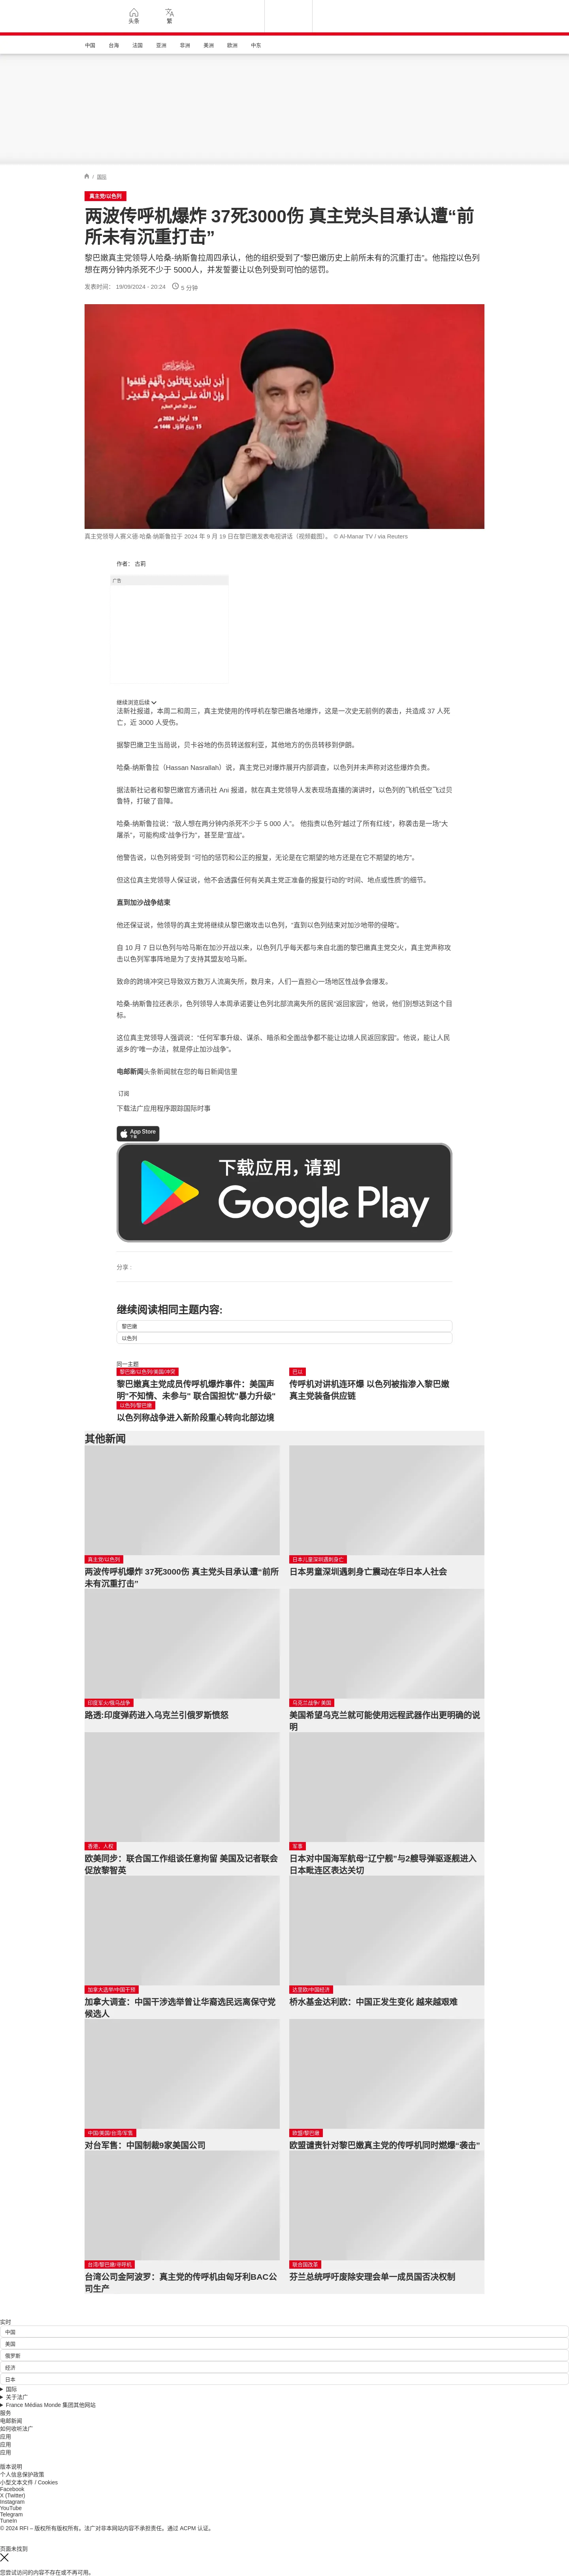 头条
繁
中国
台海
法国
亚洲
非洲
美洲
欧洲
中东
/ 国际
真主党/以色列
两波传呼机爆炸 37死3000伤 真主党头目承认遭“前
所未有沉重打击”
黎巴嫩真主党领导人哈桑-纳斯鲁拉周四承认，他的组织受到了“黎巴嫩历史上前所未有的沉重打击”。他指控以色列
想在两分钟内杀死不少于 5000人，并发誓要让以色列受到可怕的惩罚。
发表时间： 19/09/2024 - 20:24
5 分钟
真主党领导人赛义德·哈桑·纳斯鲁拉于 2024 年 9 月 19 日在黎巴嫩发表电视讲话（视频截图）。 © Al-Manar TV / via Reuters
作者： 古莉
广告
继续浏览后续
法新社报道，本周二和周三，真主党使用的传呼机在黎巴嫩各地爆炸，这是一次史无前例的袭击，共造成 37 人死
亡，近 3000 人受伤。
据黎巴嫩卫生当局说，贝卡谷地的伤员转送叙利亚，其他地方的伤员转移到伊朗。
哈桑-纳斯鲁拉（Hassan Nasrallah）说，真主党已对爆炸展开内部调查，以色列并未声称对这些爆炸负责。
据法新社记者和黎巴嫩官方通讯社 Ani 报道，就在真主党领导人发表现场直播的演讲时，以色列的飞机低空飞过贝
鲁特，打破了音障。
哈桑-纳斯鲁拉说：“敌人想在两分钟内杀死不少于 5 000 人”。 他指责以色列“越过了所有红线”，称袭击是一场“大
屠杀”，可能构成“战争行为”，甚至是“宣战”。
他警告说，以色列将受到 “可怕的惩罚和公正的报复，无论是在它期望的地方还是在它不期望的地方”。
但这位真主党领导人保证说，他不会透露任何有关真主党正准备的报复行动的“时间、地点或性质”的细节。
直到加沙战争结束
他还保证说，他领导的真主党将继续从黎巴嫩攻击以色列，“直到以色列结束对加沙地带的侵略”。
自 10 月 7 日以色列与哈马斯在加沙开战以来，以色列几乎每天都与来自北面的黎巴嫩真主党交火，真主党声称攻
击以色列军事阵地是为了支持其盟友哈马斯。
致命的跨境冲突已导致双方数万人流离失所，数月来，人们一直担心一场地区性战争会爆发。
哈桑-纳斯鲁拉还表示，色列领导人本周承诺要让色列北部流离失所的居民“返回家园”，他说，他们别想达到这个目
标。
这位真主党领导人强调说：“任何军事升级、谋杀、暗杀和全面战争都不能让边境人民返回家园”。他说，能让人民
返乡的“唯一办法，就是停止加沙战争”。
电邮新闻头条新闻就在您的每日新闻信里
订阅
下载法广应用程序跟踪国际时事
App Store
下载
下载应用，请到
Google Play
分享 :
继续阅读相同主题内容:
黎巴嫩
以色列
同一主题
黎巴嫩/以色列/美国/冲突
黎巴嫩真主党成员传呼机爆炸事件：美国声
明"不知情、未参与" 联合国担忧"暴力升级"
巴以
传呼机对讲机连环爆 以色列被指渗入黎巴嫩
真主党装备供应链
以色列/黎巴嫩
以色列称战争进入新阶段重心转向北部边境
其他新闻
真主党/以色列
两波传呼机爆炸 37死3000伤 真主党头目承认遭“前所
未有沉重打击”
日本儿童深圳遇刺身亡
日本男童深圳遇刺身亡震动在华日本人社会
印度军火/俄乌战争
路透:印度弹药进入乌克兰引俄罗斯愤怒
乌克兰战争/ 美国
美国希望乌克兰就可能使用远程武器作出更明确的说
明
香港，人权
欧美同步：联合国工作组谈任意拘留 美国及记者联会
促放黎智英
军事
日本对中国海军航母“辽宁舰”与2艘导弹驱逐舰进入
日本毗连区表达关切
加拿大选举/中国干预
加拿大调查：中国干涉选举曾让华裔选民远离保守党
候选人
达里欧/中国经济
桥水基金达利欧：中国正发生变化 越来越艰难
中国/美国/台湾/军售
对台军售：中国制裁9家美国公司
欧盟/黎巴嫩
欧盟谴责针对黎巴嫩真主党的传呼机同时燃爆“袭击”
台湾/黎巴嫩/寻呼机
台湾公司金阿波罗：真主党的传呼机由匈牙利BAC公
司生产
联合国改革
芬兰总统呼吁废除安理会单一成员国否决权制
实时
中国
美国
俄罗斯
经济
日本
国际
关于法广
France Médias Monde 集团其他网站
服务
电邮新闻
如何收听法广
应用
应用
应用
版本说明
个人信息保护政策
小型文本文件 / Cookies
Facebook
X (Twitter)
Instagram
YouTube
Telegram
TuneIn
© 2024 RFI – 版权所有版权所有。法广对非本网站内容不承担责任。通过 ACPM 认证。
页面未找到
您尝试访问的内容不存在或不再可用。